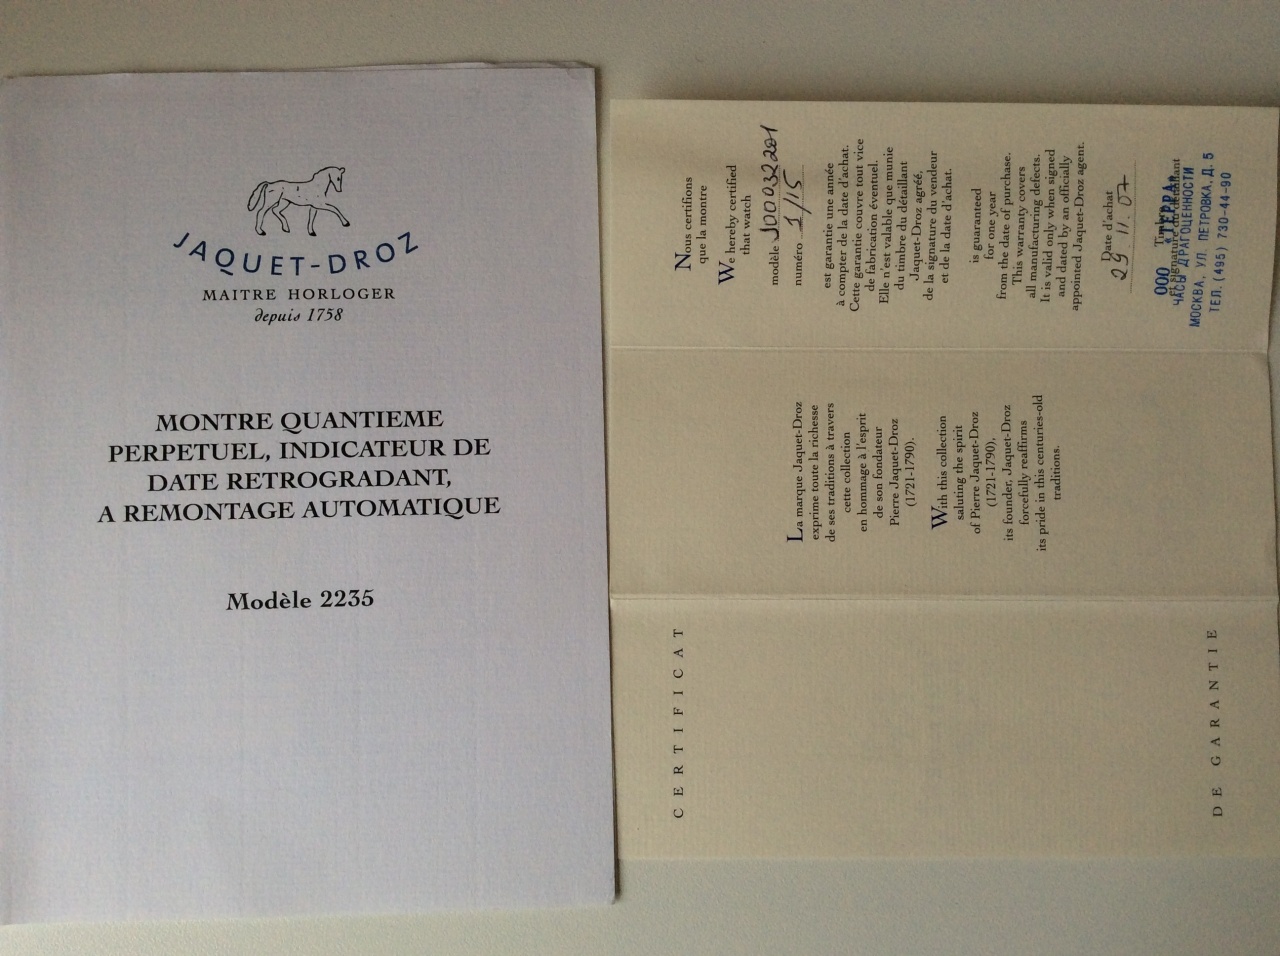 JAQUET-DROZ
MAITRE HORLOGER
depuis 1758
MONTRE QUANTIEME
PERPETUEL, INDICATEUR DE
DATE RETROGRADANT,
A REMONTAGE AUTOMATIQUE
Modèle 2235
Nous certifions
que la montre
We hereby certified
that watch
modèle J000032201
numéro 1/15
est garantie une année
à compter de la date d'achat.
Cette garantie couvre tout vice
de fabrication éventuel.
Elle n'est valable que munie
du timbre du détaillant
Jaquet-Droz agréé,
de la signature du vendeur
et de la date d'achat.
is guaranteed
for one year
from the date of purchase.
This warranty covers
all manufacturing defects.
It is valid only when signed
and dated by an officially
appointed Jaquet-Droz agent.
Date d'achat
29.11.07
Timbre
et signature du détaillant
ООО "ТЕРРА"
ЧАСЫ ДРАГОЦЕННОСТИ
МОСКВА, УЛ. ПЕТРОВКА, Д. 5
ТЕЛ. (495) 730-44-90
La marque Jaquet-Droz
exprime toute la richesse
de ses traditions à travers
cette collection
en hommage à l'esprit
de son fondateur
Pierre Jaquet-Droz
(1721-1790).
With this collection
saluting the spirit
of Pierre Jaquet-Droz
(1721-1790),
its founder, Jaquet-Droz
forcefully reaffirms
its pride in this centuries-old
traditions.
CERTIFICAT
DE GARANTIE